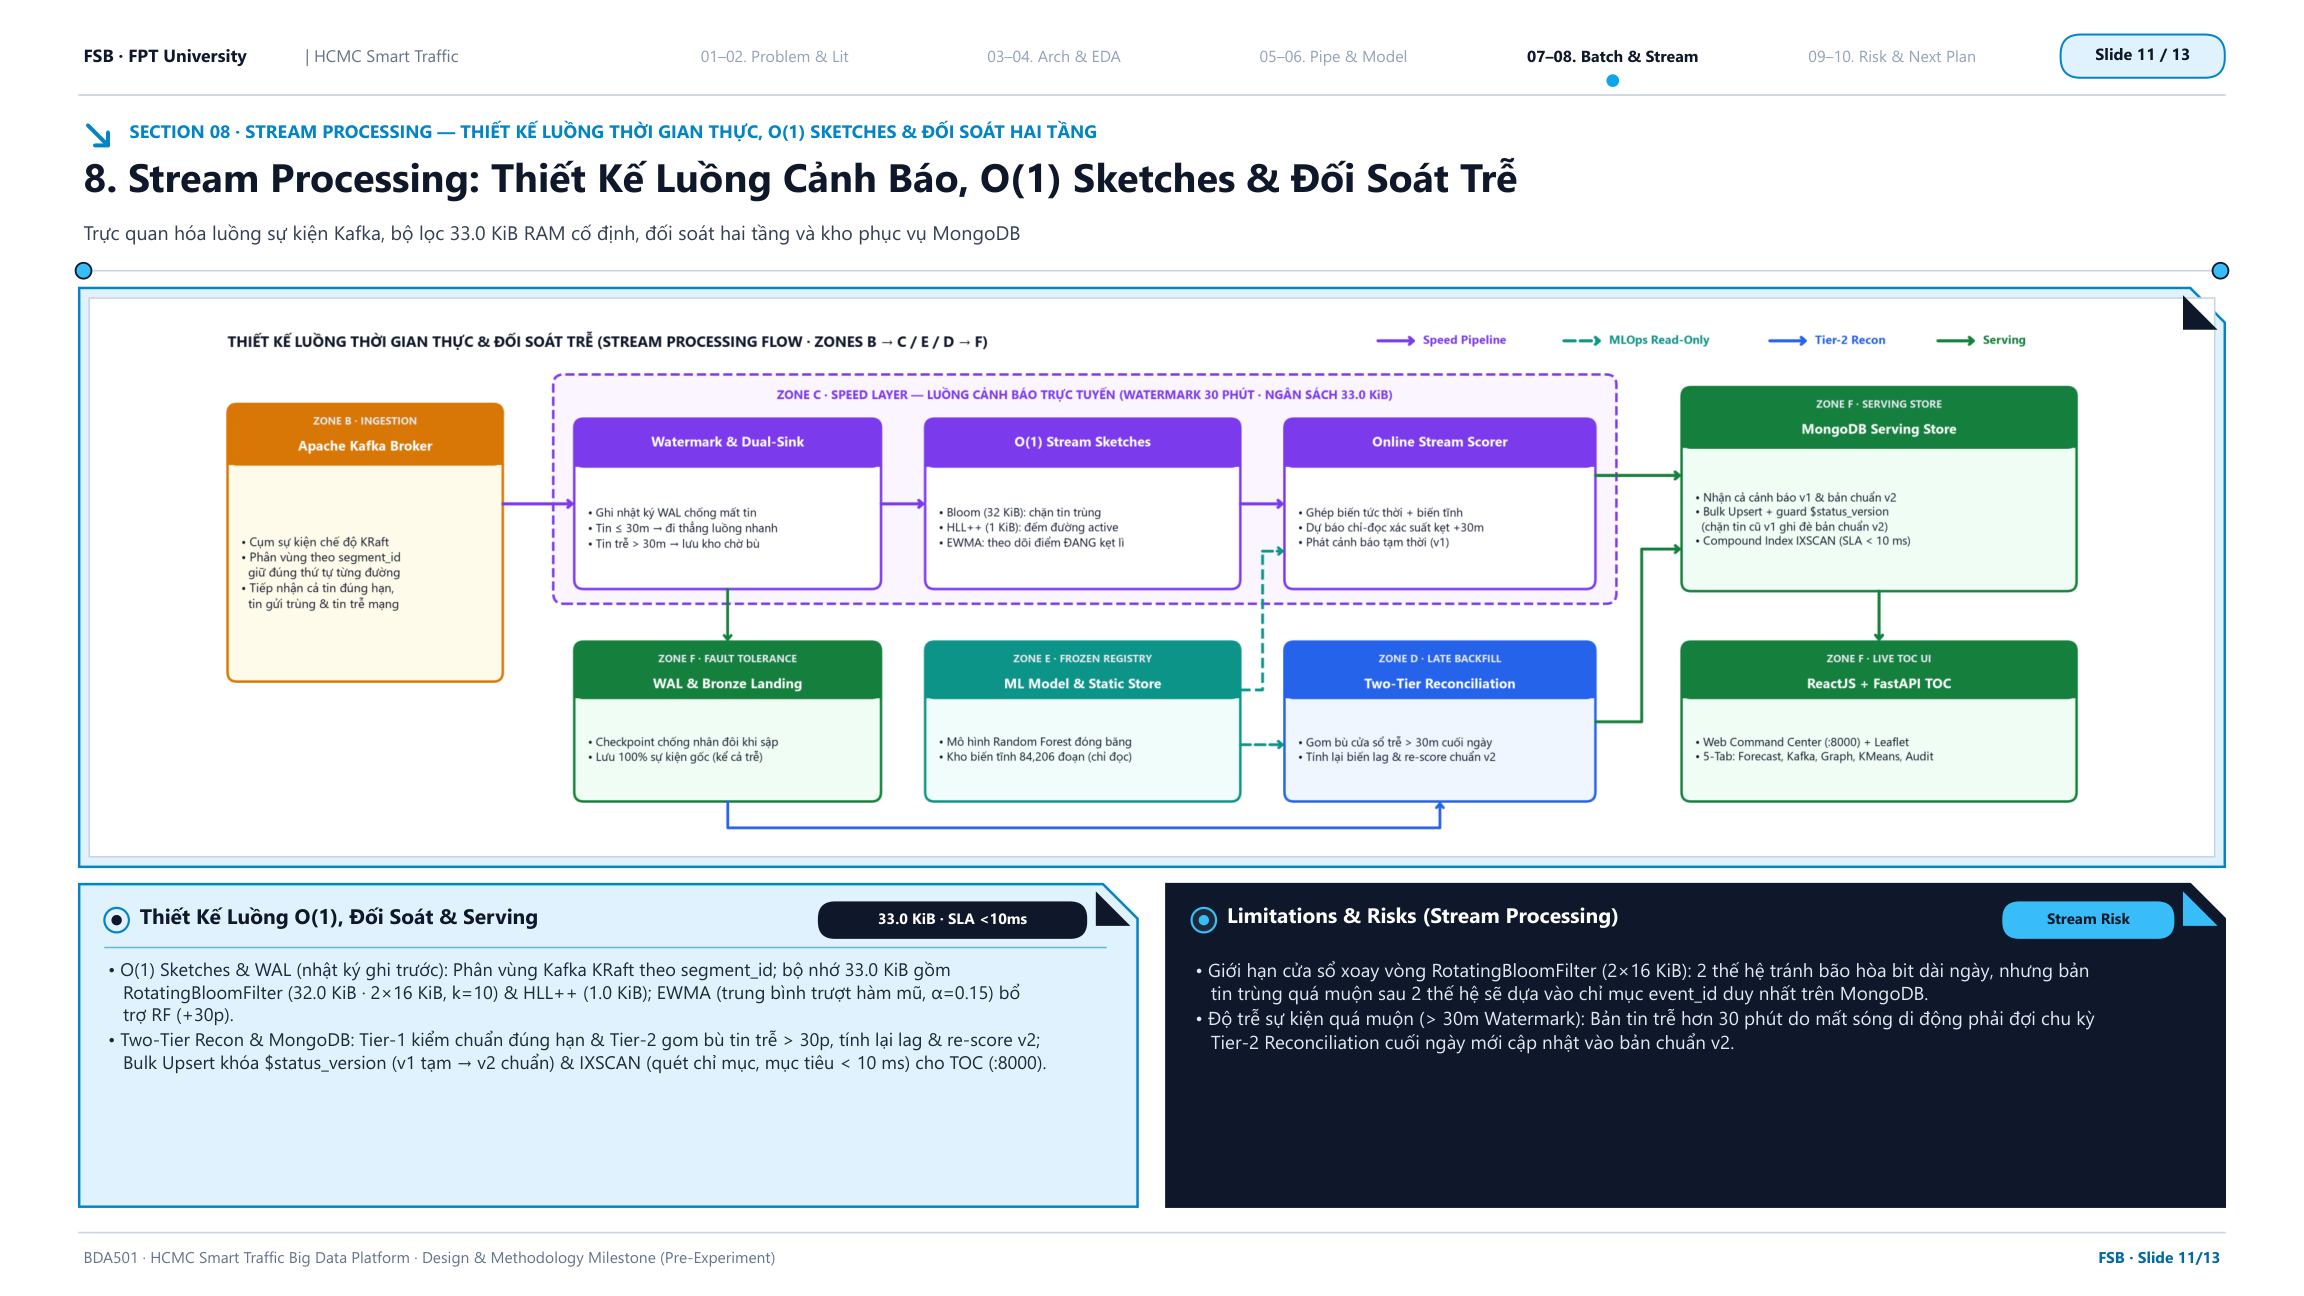 FSB · FPT University | HCMC Smart Traffic
01–02. Problem & Lit
03–04. Arch & EDA
05–06. Pipe & Model
07–08. Batch & Stream
09–10. Risk & Next Plan
Slide 11 / 13
SECTION 08 · STREAM PROCESSING — THIẾT KẾ LUỒNG THỜI GIAN THỰC, O(1) SKETCHES & ĐỐI SOÁT HAI TẦNG
8. Stream Processing: Thiết Kế Luồng Cảnh Báo, O(1) Sketches & Đối Soát Trễ
Trực quan hóa luồng sự kiện Kafka, bộ lọc 33.0 KiB RAM cố định, đối soát hai tầng và kho phục vụ MongoDB
THIẾT KẾ LUỒNG THỜI GIAN THỰC & ĐỐI SOÁT TRỄ (STREAM PROCESSING FLOW · ZONES B → C / E / D → F)
Speed Pipeline
MLOps Read-Only
Tier-2 Recon
Serving
ZONE B · INGESTION
Apache Kafka Broker
• Cụm sự kiện chế độ KRaft
• Phân vùng theo segment_id
giữ đúng thứ tự từng đường
• Tiếp nhận cả tin đúng hạn,
tin gửi trùng & tin trễ mạng
ZONE C · SPEED LAYER — LUỒNG CẢNH BÁO TRỰC TUYẾN (WATERMARK 30 PHÚT · NGÂN SÁCH 33.0 KiB)
Watermark & Dual-Sink
• Ghi nhật ký WAL chống mất tin
• Tin ≤ 30m → đi thẳng luồng nhanh
• Tin trễ > 30m → lưu kho chờ bù
O(1) Stream Sketches
• Bloom (32 KiB): chặn tin trùng
• HLL++ (1 KiB): đếm đường active
• EWMA: theo dõi điểm ĐANG kẹt lì
Online Stream Scorer
• Ghép biến tức thời + biến tĩnh
• Dự báo chỉ-đọc xác suất kẹt +30m
• Phát cảnh báo tạm thời (v1)
ZONE F · SERVING STORE
MongoDB Serving Store
• Nhận cả cảnh báo v1 & bản chuẩn v2
• Bulk Upsert + guard $status_version
(chặn tin cũ v1 ghi đè bản chuẩn v2)
• Compound Index IXSCAN (SLA < 10 ms)
ZONE F · FAULT TOLERANCE
WAL & Bronze Landing
• Checkpoint chống nhân đôi khi sập
• Lưu 100% sự kiện gốc (kể cả trễ)
ZONE E · FROZEN REGISTRY
ML Model & Static Store
• Mô hình Random Forest đóng băng
• Kho biến tĩnh 84,206 đoạn (chỉ đọc)
ZONE D · LATE BACKFILL
Two-Tier Reconciliation
• Gom bù cửa sổ trễ > 30m cuối ngày
• Tính lại biến lag & re-score chuẩn v2
ZONE F · LIVE TOC UI
ReactJS + FastAPI TOC
• Web Command Center (:8000) + Leaflet
• 5-Tab: Forecast, Kafka, Graph, KMeans, Audit
Thiết Kế Luồng O(1), Đối Soát & Serving
33.0 KiB · SLA <10ms
• O(1) Sketches & WAL (nhật ký ghi trước): Phân vùng Kafka KRaft theo segment_id; bộ nhớ 33.0 KiB gồm
RotatingBloomFilter (32.0 KiB · 2×16 KiB, k=10) & HLL++ (1.0 KiB); EWMA (trung bình trượt hàm mũ, α=0.15) bổ
trợ RF (+30p).
• Two-Tier Recon & MongoDB: Tier-1 kiểm chuẩn đúng hạn & Tier-2 gom bù tin trễ > 30p, tính lại lag & re-score v2;
Bulk Upsert khóa $status_version (v1 tạm → v2 chuẩn) & IXSCAN (quét chỉ mục, mục tiêu < 10 ms) cho TOC (:8000).
Limitations & Risks (Stream Processing)
Stream Risk
• Giới hạn cửa sổ xoay vòng RotatingBloomFilter (2×16 KiB): 2 thế hệ tránh bão hòa bit dài ngày, nhưng bản
tin trùng quá muộn sau 2 thế hệ sẽ dựa vào chỉ mục event_id duy nhất trên MongoDB.
• Độ trễ sự kiện quá muộn (> 30m Watermark): Bản tin trễ hơn 30 phút do mất sóng di động phải đợi chu kỳ
Tier-2 Reconciliation cuối ngày mới cập nhật vào bản chuẩn v2.
BDA501 · HCMC Smart Traffic Big Data Platform · Design & Methodology Milestone (Pre-Experiment)
FSB · Slide 11/13